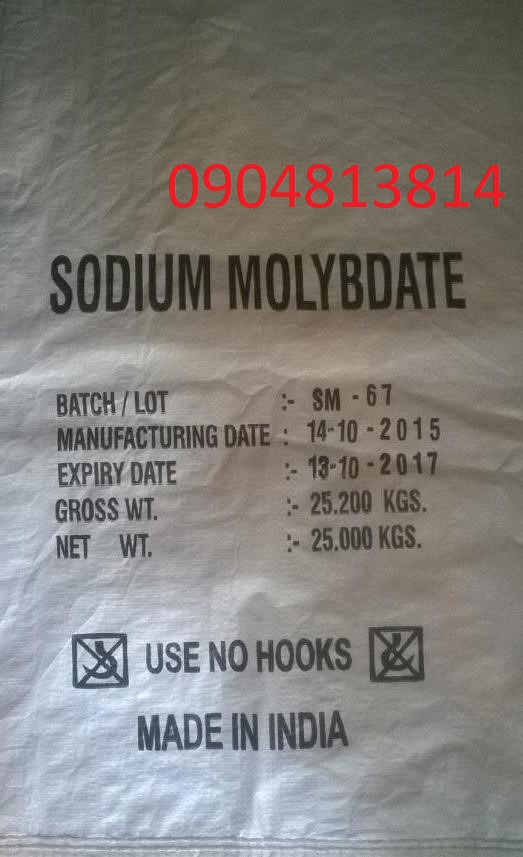 0904813814
SODIUM MOLYBDATE
BATCH / LOT :- SM - 67
MANUFACTURING DATE : 14-10 - 2015
EXPIRY DATE :- 13-10 - 2017
GROSS WT. :- 25.200 KGS.
NET WT. :- 25.000 KGS.
USE NO HOOKS
MADE IN INDIA